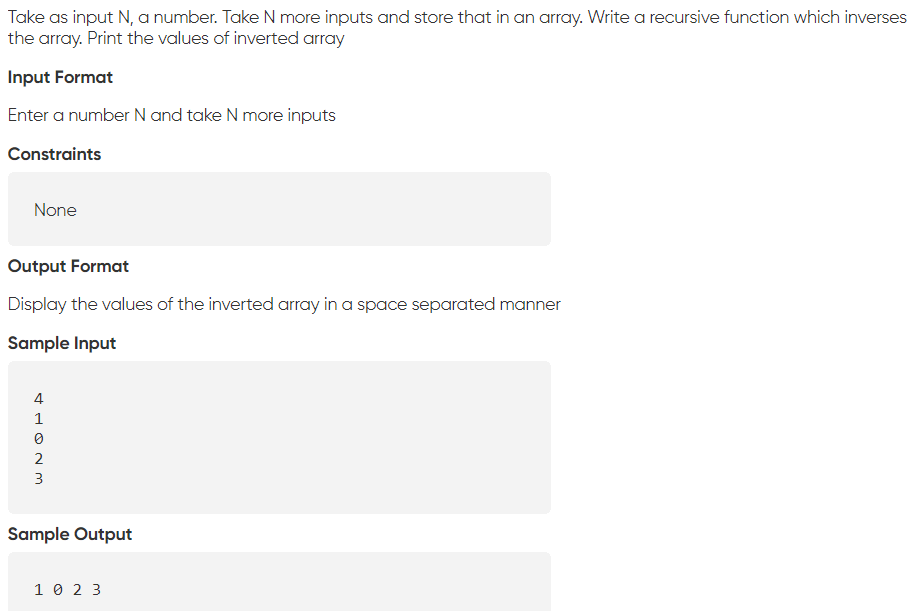 Take as input N, a number. Take N more inputs and store that in an array. Write a recursive function which inverses
the array. Print the values of inverted array
Input Format
Enter a number N and take N more inputs
Constraints
None
Output Format
Display the values of the inverted array in a space separated manner
Sample Input
4
1
0
2
3
Sample Output
1 0 2 3